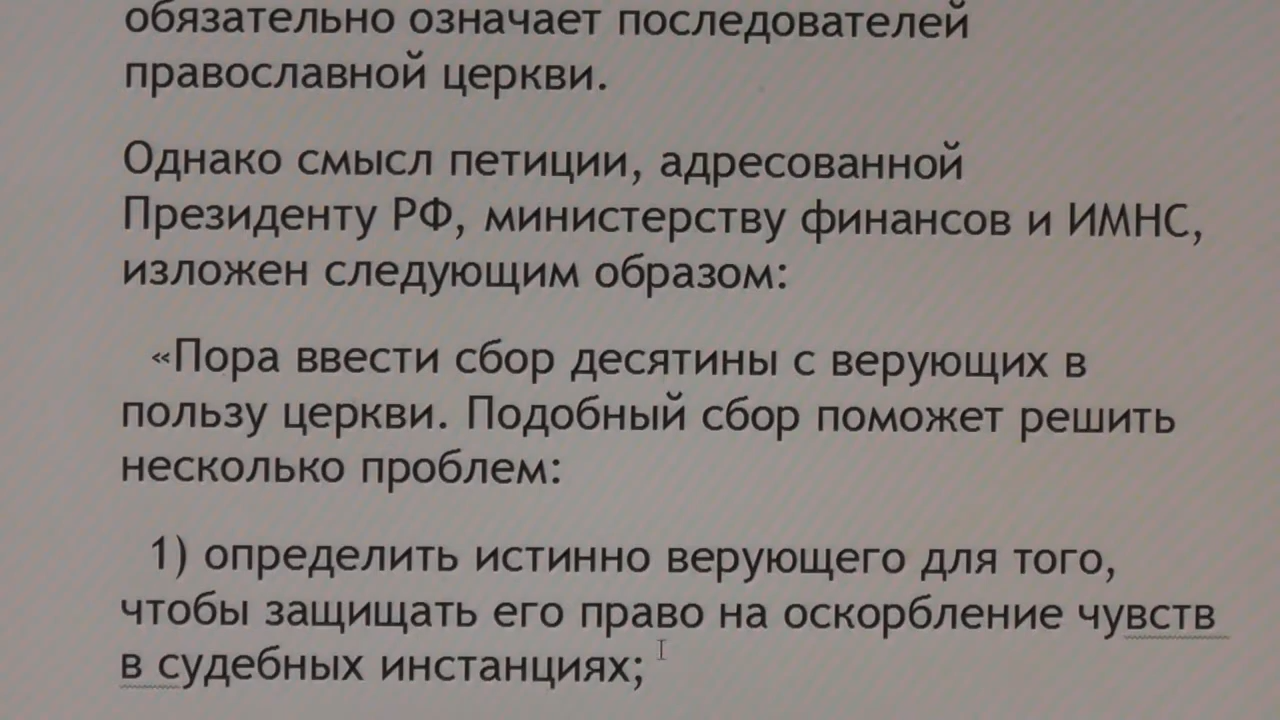 обязательно означает последователей
православной церкви.
Однако смысл петиции, адресованной
Президенту РФ, министерству финансов и ИМНС,
изложен следующим образом:
«Пора ввести сбор десятины с верующих в
пользу церкви. Подобный сбор поможет решить
несколько проблем:
1) определить истинно верующего для того,
чтобы защищать его право на оскорбление чувств
в судебных инстанциях;